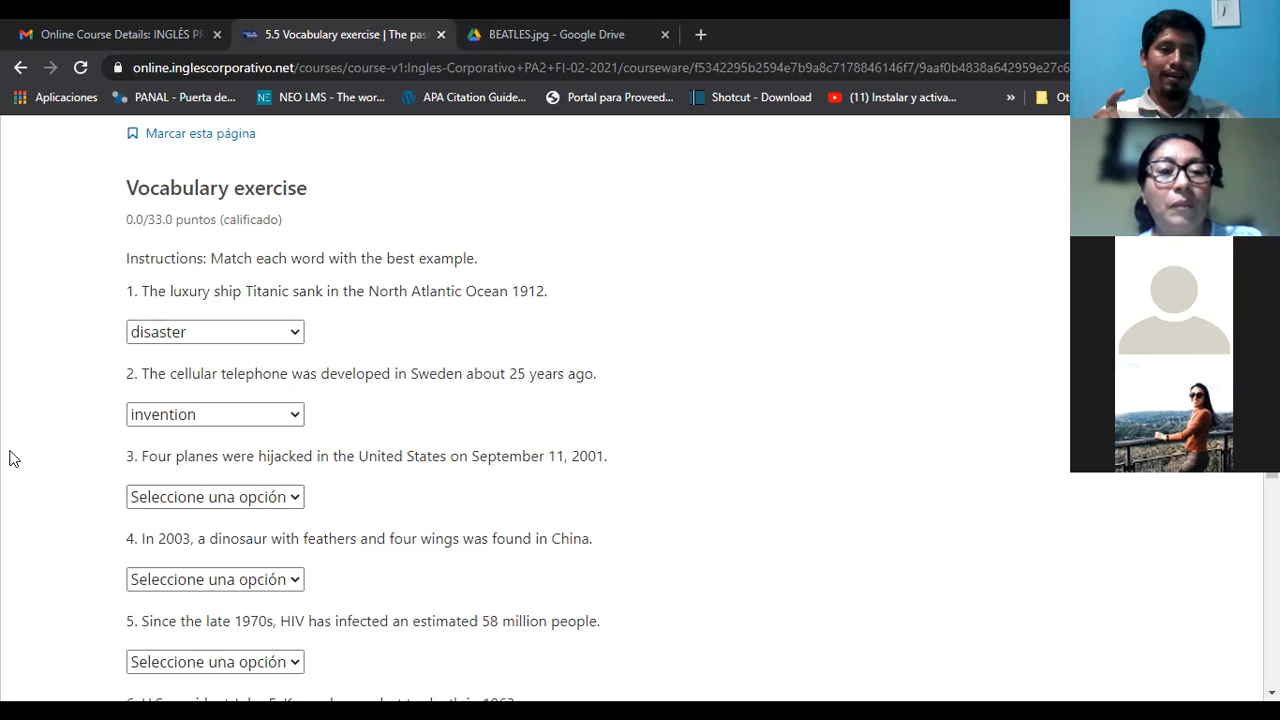 Online Course Details: INGLÉS PR
5.5 Vocabulary exercise | The pas
BEATLES.jpg - Google Drive
online.inglescorporativo.net/courses/course-v1:Ingles-Corporativo+PA2+FI-02-2021/courseware/f5342295b2594e7b9a8c7178846146f7/9aaf0b4838a642959e27c6
Aplicaciones
PANAL - Puerta de...
NEO LMS - The wor...
APA Citation Guide...
Portal para Proveed...
Shotcut - Download
(11) Instalar y activa...
»
Ot
Marcar esta página
Vocabulary exercise
0.0/33.0 puntos (calificado)
Instructions: Match each word with the best example.
1. The luxury ship Titanic sank in the North Atlantic Ocean 1912.
disaster
2. The cellular telephone was developed in Sweden about 25 years ago.
invention
3. Four planes were hijacked in the United States on September 11, 2001.
Seleccione una opción
4. In 2003, a dinosaur with feathers and four wings was found in China.
Seleccione una opción
5. Since the late 1970s, HIV has infected an estimated 58 million people.
Seleccione una opción